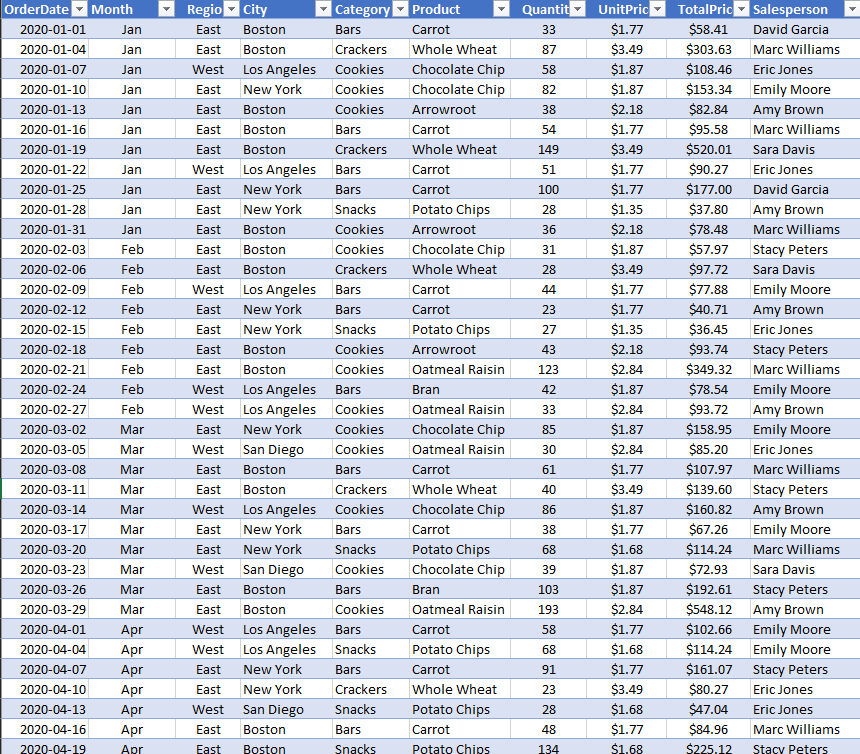 OrderDate Month Regio City Category Product Quantit UnitPric TotalPric Salesperson
2020-01-01 Jan East Boston Bars Carrot 33 $1.77 $58.41 David Garcia
2020-01-04 Jan East Boston Crackers Whole Wheat 87 $3.49 $303.63 Marc Williams
2020-01-07 Jan West Los Angeles Cookies Chocolate Chip 58 $1.87 $108.46 Eric Jones
2020-01-10 Jan East New York Cookies Chocolate Chip 82 $1.87 $153.34 Emily Moore
2020-01-13 Jan East Boston Cookies Arrowroot 38 $2.18 $82.84 Amy Brown
2020-01-16 Jan East Boston Bars Carrot 54 $1.77 $95.58 Marc Williams
2020-01-19 Jan East Boston Crackers Whole Wheat 149 $3.49 $520.01 Sara Davis
2020-01-22 Jan West Los Angeles Bars Carrot 51 $1.77 $90.27 Eric Jones
2020-01-25 Jan East New York Bars Carrot 100 $1.77 $177.00 David Garcia
2020-01-28 Jan East New York Snacks Potato Chips 28 $1.35 $37.80 Amy Brown
2020-01-31 Jan East Boston Cookies Arrowroot 36 $2.18 $78.48 Marc Williams
2020-02-03 Feb East Boston Cookies Chocolate Chip 31 $1.87 $57.97 Stacy Peters
2020-02-06 Feb East Boston Crackers Whole Wheat 28 $3.49 $97.72 Sara Davis
2020-02-09 Feb West Los Angeles Bars Carrot 44 $1.77 $77.88 Emily Moore
2020-02-12 Feb East New York Bars Carrot 23 $1.77 $40.71 Amy Brown
2020-02-15 Feb East New York Snacks Potato Chips 27 $1.35 $36.45 Eric Jones
2020-02-18 Feb East Boston Cookies Arrowroot 43 $2.18 $93.74 Stacy Peters
2020-02-21 Feb East Boston Cookies Oatmeal Raisin 123 $2.84 $349.32 Marc Williams
2020-02-24 Feb West Los Angeles Bars Bran 42 $1.87 $78.54 Emily Moore
2020-02-27 Feb West Los Angeles Cookies Oatmeal Raisin 33 $2.84 $93.72 Amy Brown
2020-03-02 Mar East New York Cookies Chocolate Chip 85 $1.87 $158.95 Emily Moore
2020-03-05 Mar West San Diego Cookies Oatmeal Raisin 30 $2.84 $85.20 Eric Jones
2020-03-08 Mar East Boston Bars Carrot 61 $1.77 $107.97 Marc Williams
2020-03-11 Mar East Boston Crackers Whole Wheat 40 $3.49 $139.60 Stacy Peters
2020-03-14 Mar West Los Angeles Cookies Chocolate Chip 86 $1.87 $160.82 Amy Brown
2020-03-17 Mar East New York Bars Carrot 38 $1.77 $67.26 Emily Moore
2020-03-20 Mar East New York Snacks Potato Chips 68 $1.68 $114.24 Marc Williams
2020-03-23 Mar West San Diego Cookies Chocolate Chip 39 $1.87 $72.93 Sara Davis
2020-03-26 Mar East Boston Bars Bran 103 $1.87 $192.61 Stacy Peters
2020-03-29 Mar East Boston Cookies Oatmeal Raisin 193 $2.84 $548.12 Amy Brown
2020-04-01 Apr West Los Angeles Bars Carrot 58 $1.77 $102.66 Emily Moore
2020-04-04 Apr West Los Angeles Snacks Potato Chips 68 $1.68 $114.24 Emily Moore
2020-04-07 Apr East New York Bars Carrot 91 $1.77 $161.07 Stacy Peters
2020-04-10 Apr East New York Crackers Whole Wheat 23 $3.49 $80.27 Eric Jones
2020-04-13 Apr West San Diego Snacks Potato Chips 28 $1.68 $47.04 Eric Jones
2020-04-16 Apr East Boston Bars Carrot 48 $1.77 $84.96 Marc Williams
2020-04-19 Apr East Boston Snacks Potato Chips 134 $1.68 $225.12 Stacy Peters